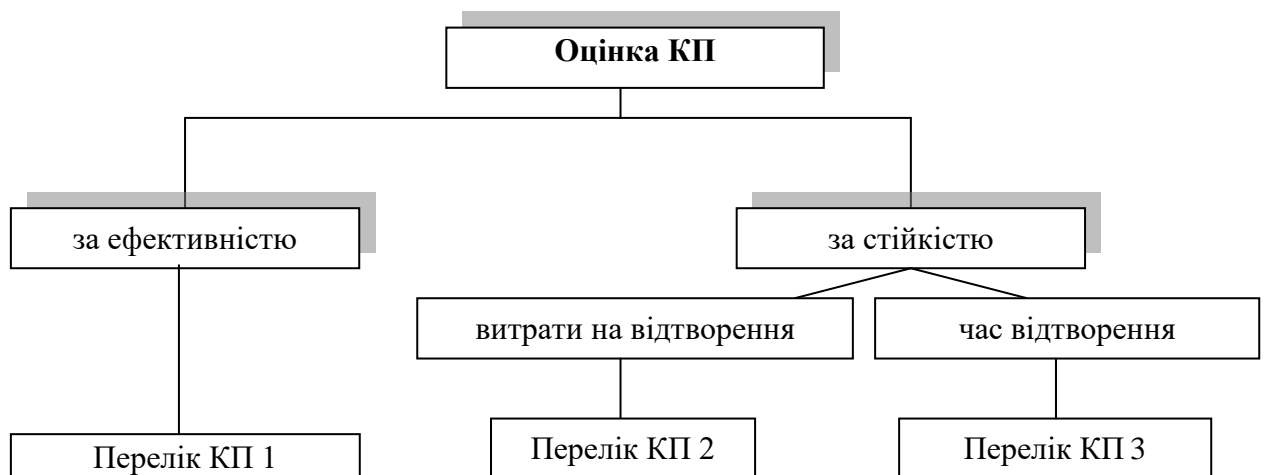 Оцінка КП
за ефективністю
за стійкістю
витрати на відтворення
час відтворення
Перелік КП 1
Перелік КП 2
Перелік КП 3